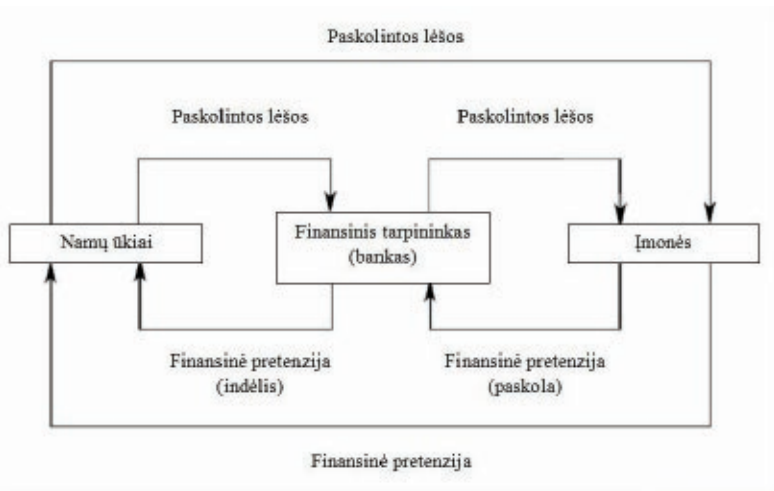 Paskolintos lėšos
Paskolintos lėšos
Paskolintos lėšos
Namų ūkiai
Finansinis tarpininkas
(bankas)
Įmonės
Finansinė pretenzija
(indėlis)
Finansinė pretenzija
(paskola)
Finansinė pretenzija